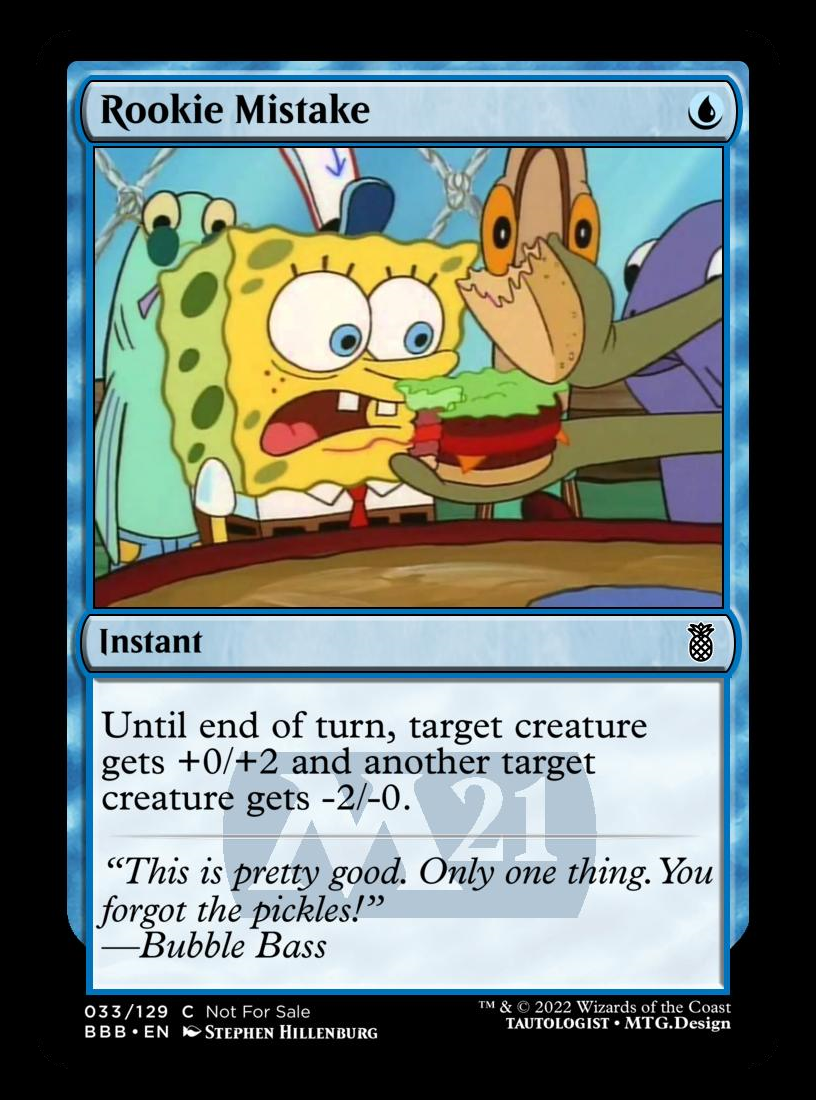 Rookie Mistake
Instant
Until end of turn, target creature
gets +0/+2 and another target
creature gets -2/-0.
M21
“This is pretty good. Only one thing. You
forgot the pickles!”
—Bubble Bass
033/129 C Not For Sale
BBB • EN STEPHEN HILLENBURG
™ & © 2022 Wizards of the Coast
TAUTOLOGIST • MTG.Design